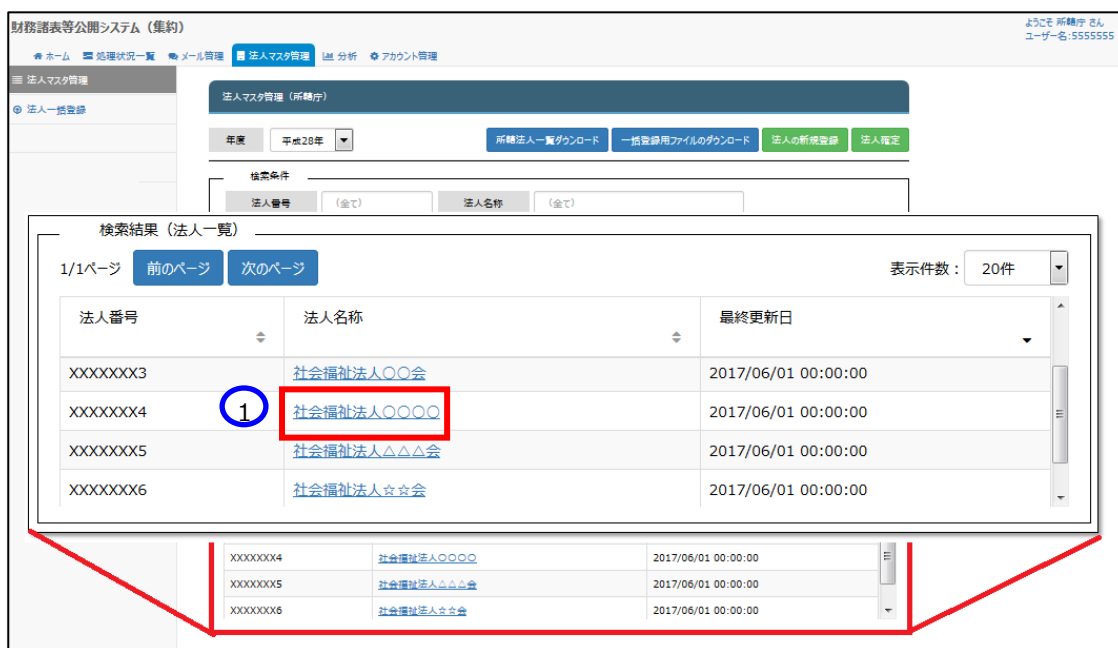 財務諸表等公開システム（集約）
ようこそ 所轄庁 さん
ユーザー名:5555555
ホーム 処理状況一覧 メール管理 法人マスタ管理 分析 アカウント管理
法人マスタ管理
法人一括登録
法人マスタ管理（所轄庁）
年度 平成28年 所轄法人一覧ダウンロード 一括登録用ファイルのダウンロード 法人の新規登録 法人確定
検索条件
法人番号 （全て） 法人名称 （全て）
検索結果（法人一覧）
1/1ページ 前のページ 次のページ 表示件数： 20件
法人番号 法人名称 最終更新日
XXXXXXX3 社会福祉法人〇〇会 2017/06/01 00:00:00
XXXXXXX4 1 社会福祉法人〇〇〇〇 2017/06/01 00:00:00
XXXXXXX5 社会福祉法人△△△会 2017/06/01 00:00:00
XXXXXXX6 社会福祉法人☆☆会 2017/06/01 00:00:00
XXXXXXX4 社会福祉法人〇〇〇〇 2017/06/01 00:00:00
XXXXXXX5 社会福祉法人△△△会 2017/06/01 00:00:00
XXXXXXX6 社会福祉法人☆☆会 2017/06/01 00:00:00